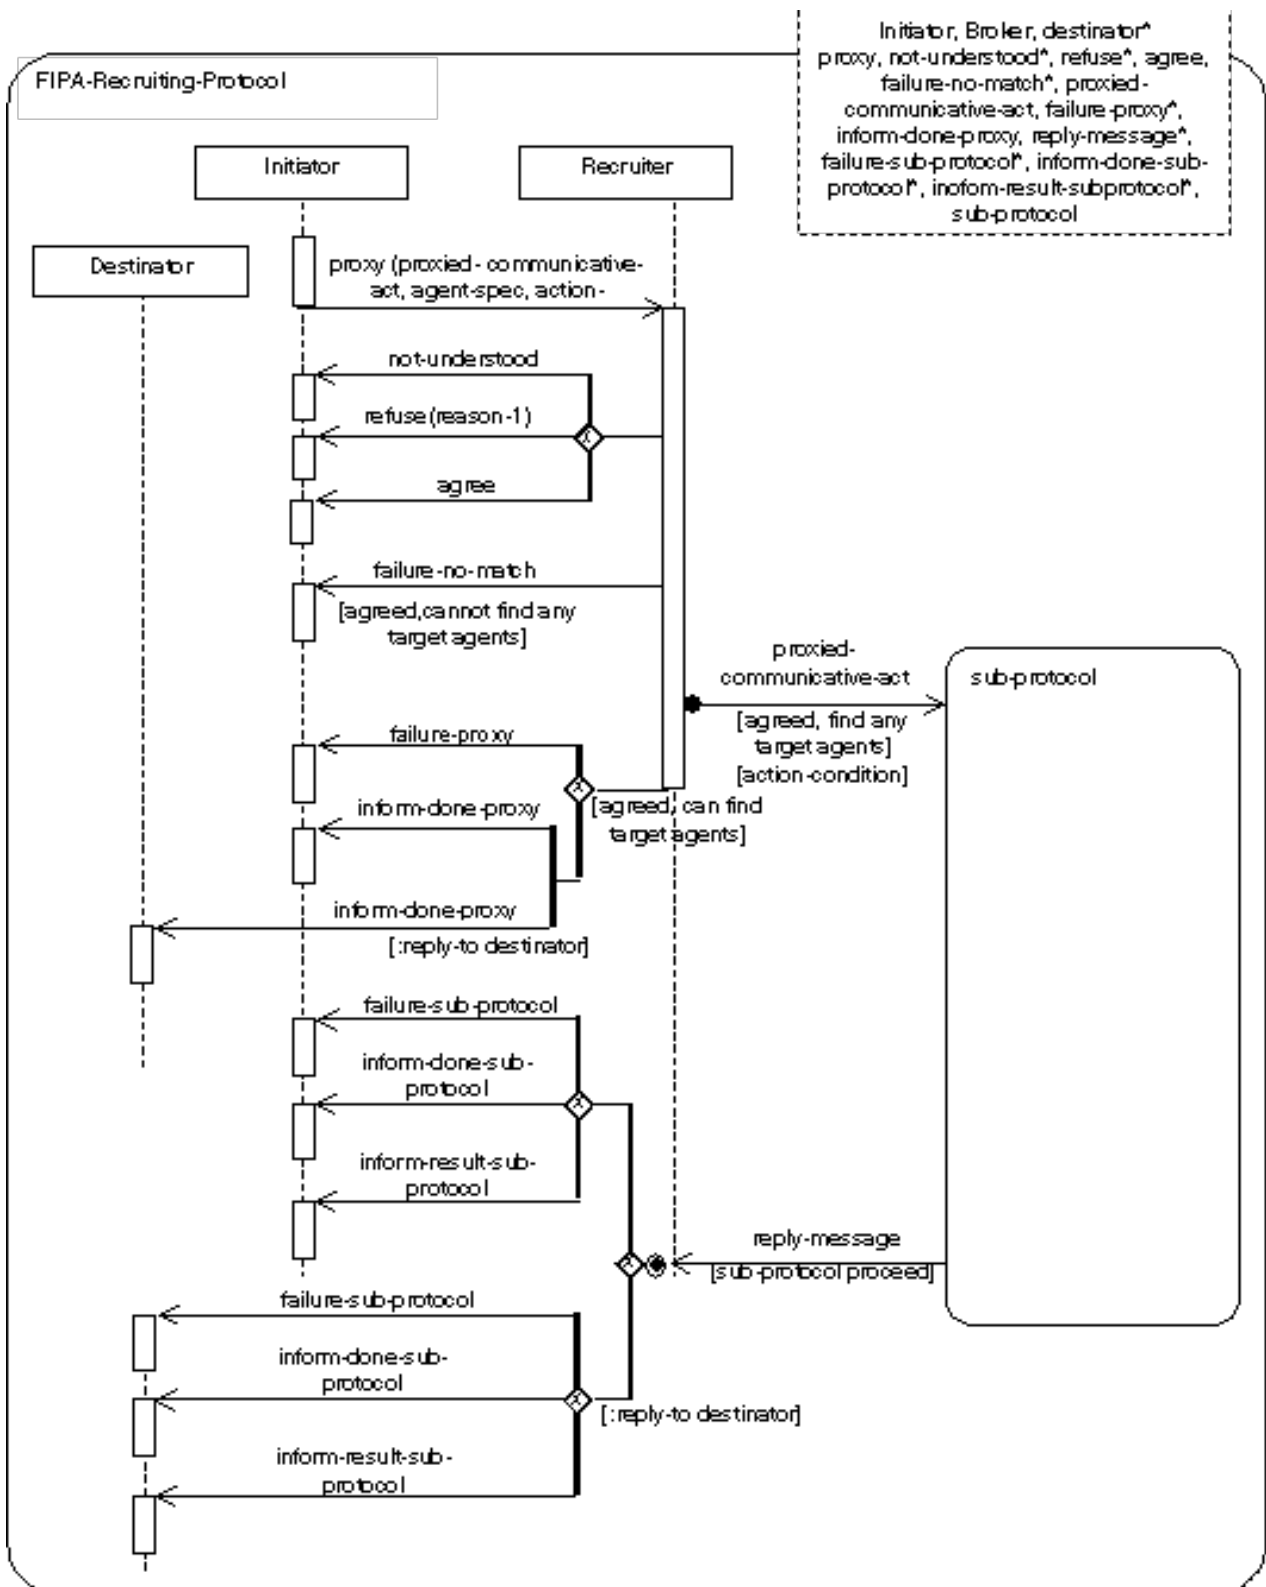 Initiator, Broker, destinator*
proxy, not-understood*, refuse*, agree,
failure-no-match*, proxied-
communicative-act, failure-proxy*,
inform-done-proxy, reply-message*,
failure-sub-protocol*, inform-done-sub-
protocol*, inofom-result-subprotocol*,
sub-protocol
FIPA-Recruiting-Protocol
Initiator
Recruiter
Destinator
proxy (proxied- communicative-
act, agent-spec, action-
not-understood
refuse(reason-1)
x
agree
failure-no-match
[agreed,cannot find any
target agents]
proxied-
communicative-act
sub-protocol
[agreed, find any
target agents]
[action-condition]
failure-proxy
x
inform-done-proxy
[agreed, can find
target agents]
inform-done-proxy
[:reply-to destinator]
failure-sub-protocol
inform-done-sub-
protocol
x
inform-result-sub-
protocol
reply-message
x
[sub-protocol proceed]
failure-sub-protocol
inform-done-sub-
protocol
x
[:reply-to destinator]
inform-result-sub-
protocol